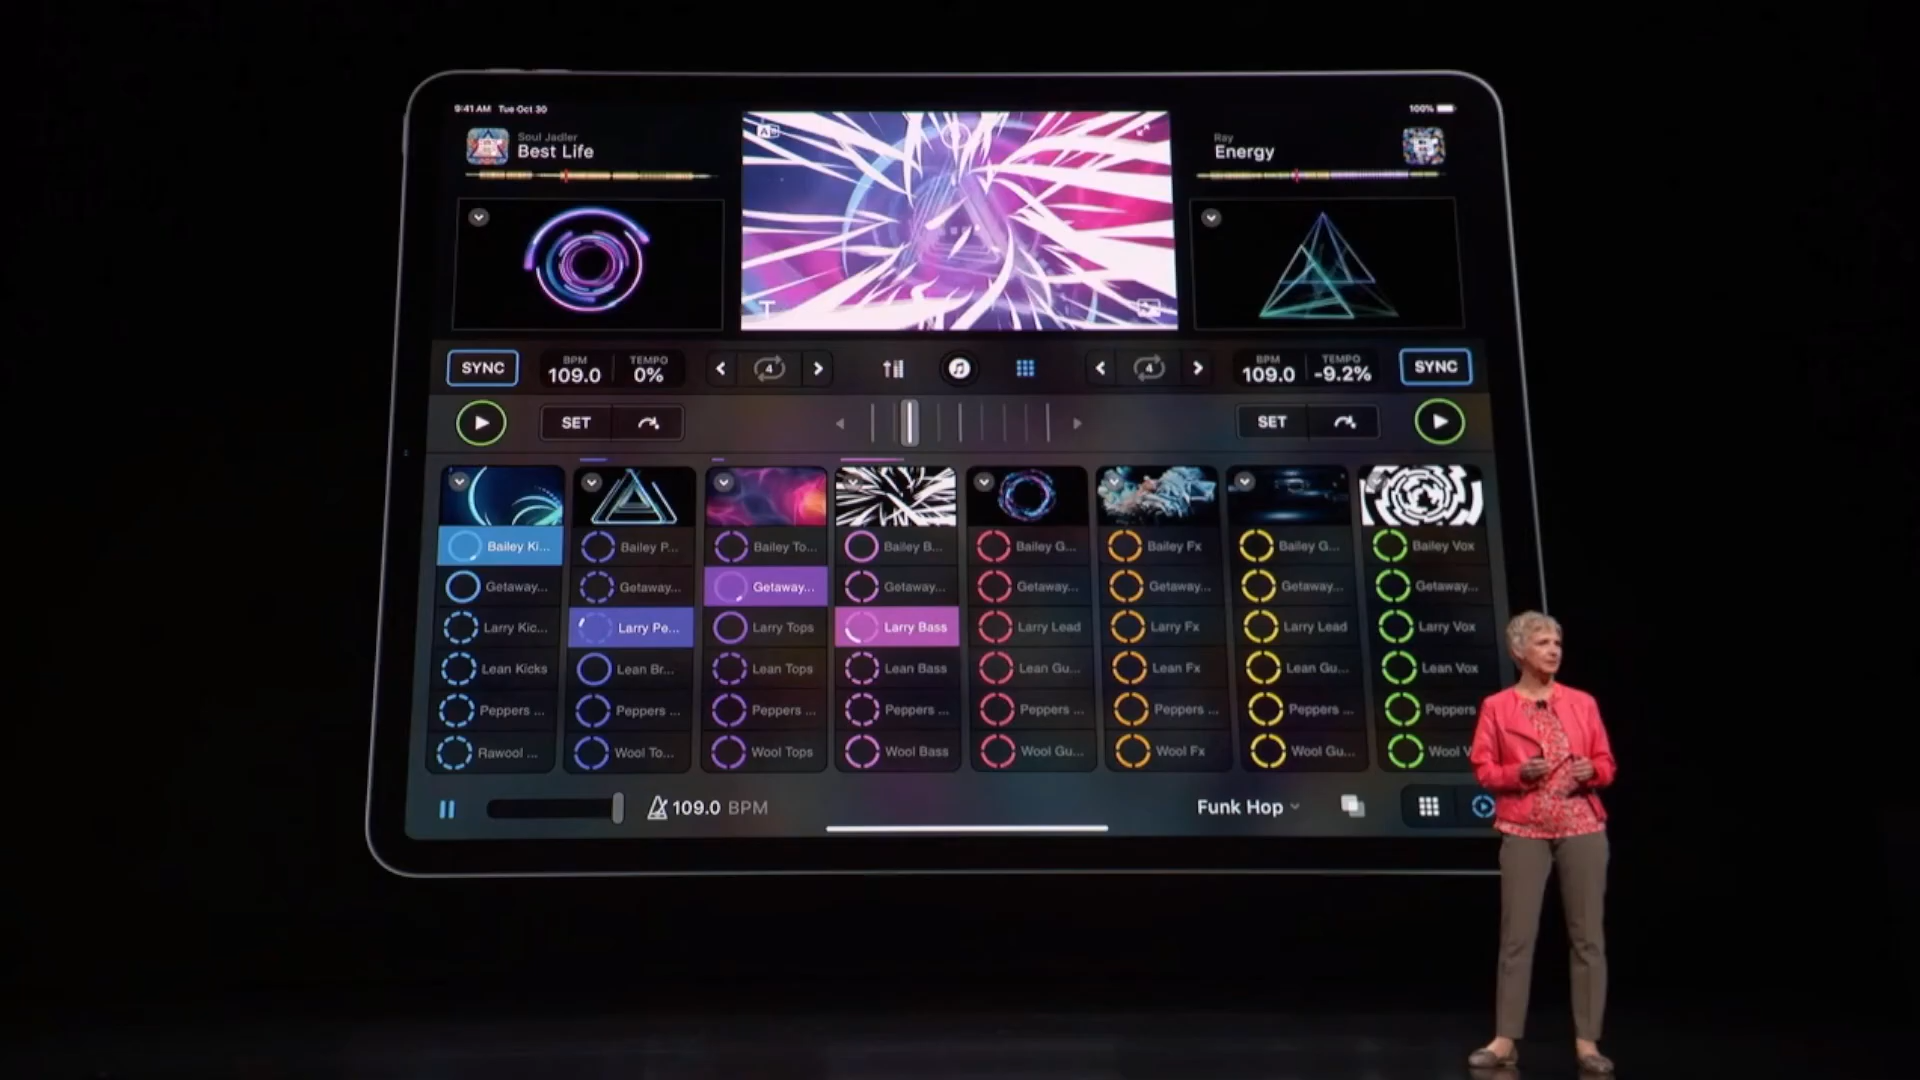 9:41 AM Tue Oct 30
100%
Soul Jadler
Best Life
Ray
Energy
SYNC
BPM
109.0
TEMPO
0%
4
4
BPM
109.0
TEMPO
-9.2%
SYNC
SET
SET
Bailey Ki... Bailey P... Bailey To... Bailey B... Bailey G... Bailey Fx Bailey G... Bailey Vox
Getaway... Getaway... Getaway... Getaway... Getaway... Getaway... Getaway... Getaway...
Larry Kic... Larry Pe... Larry Tops Larry Bass Larry Lead Larry Fx Larry Lead Larry Vox
Lean Kicks Lean Br... Lean Tops Lean Bass Lean Gu... Lean Fx Lean Gu... Lean Vox
Peppers ... Peppers ... Peppers ... Peppers ... Peppers ... Peppers ... Peppers ... Peppers
Rawool ... Wool To... Wool Tops Wool Bass Wool Gu... Wool Fx Wool Gu... Wool V
109.0 BPM
Funk Hop